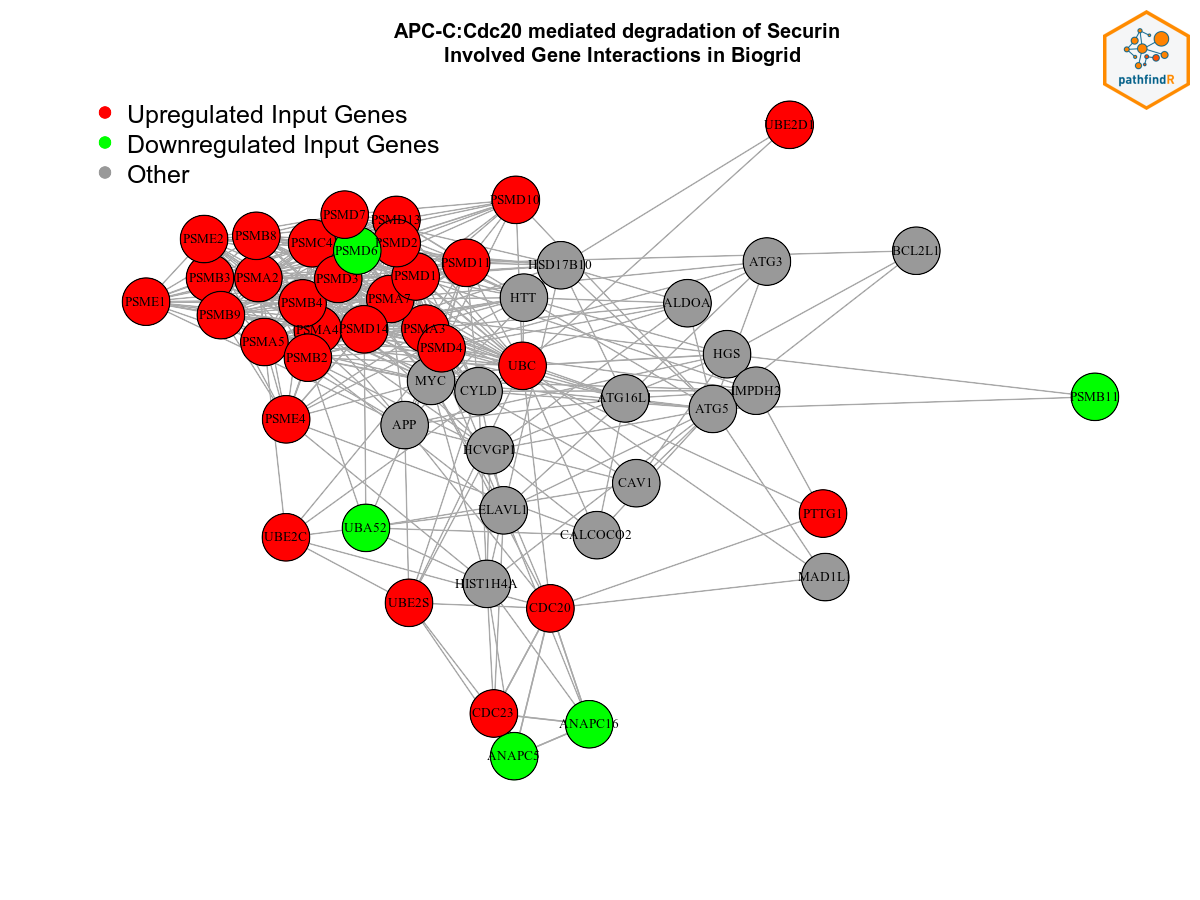 APC-C:Cdc20 mediated degradation of Securin
Involved Gene Interactions in Biogrid
pathfindR
Upregulated Input Genes
Downregulated Input Genes
Other
UBE2D1
PSMD10
PSMD7
PSMD13
PSME2
PSMB8
PSMC4
PSMD2
PSMD6
BCL2L1
ATG3
PSMD11
HSD17B10
PSMB3
PSMA2
PSMD3
PSMD1
HTT
PSME1
PSMB4
PSMA7
ALDOA
PSMB9
PSMA4
PSMD14
PSMA3
PSMA5
PSMD4
HGS
PSMB2
UBC
MYC
CYLD
IMPDH2
ATG16L1
PSMB11
ATG5
PSME4
APP
HCVGP1
CAV1
ELAVL1
PTTG1
UBA52
UBE2C
CALCOCO2
MAD1L1
HIST1H4A
UBE2S
CDC20
CDC23
ANAPC16
ANAPC5